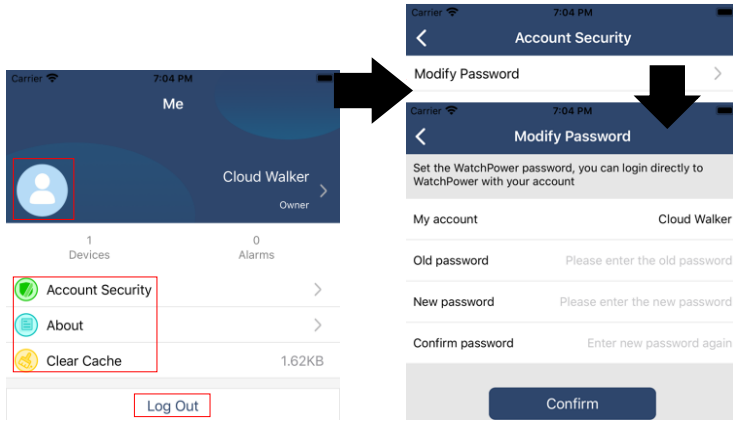 Carrier 7:04 PM
Me
Cloud Walker
Owner
1 0
Devices Alarms
Account Security
About
Clear Cache 1.62KB
Log Out
Carrier 7:04 PM
Account Security
Modify Password
Carrier 7:04 PM
Modify Password
Set the WatchPower password, you can login directly to
WatchPower with your account
My account Cloud Walker
Old password Please enter the old password
New password Please enter the new password
Confirm password Enter new password again
Confirm